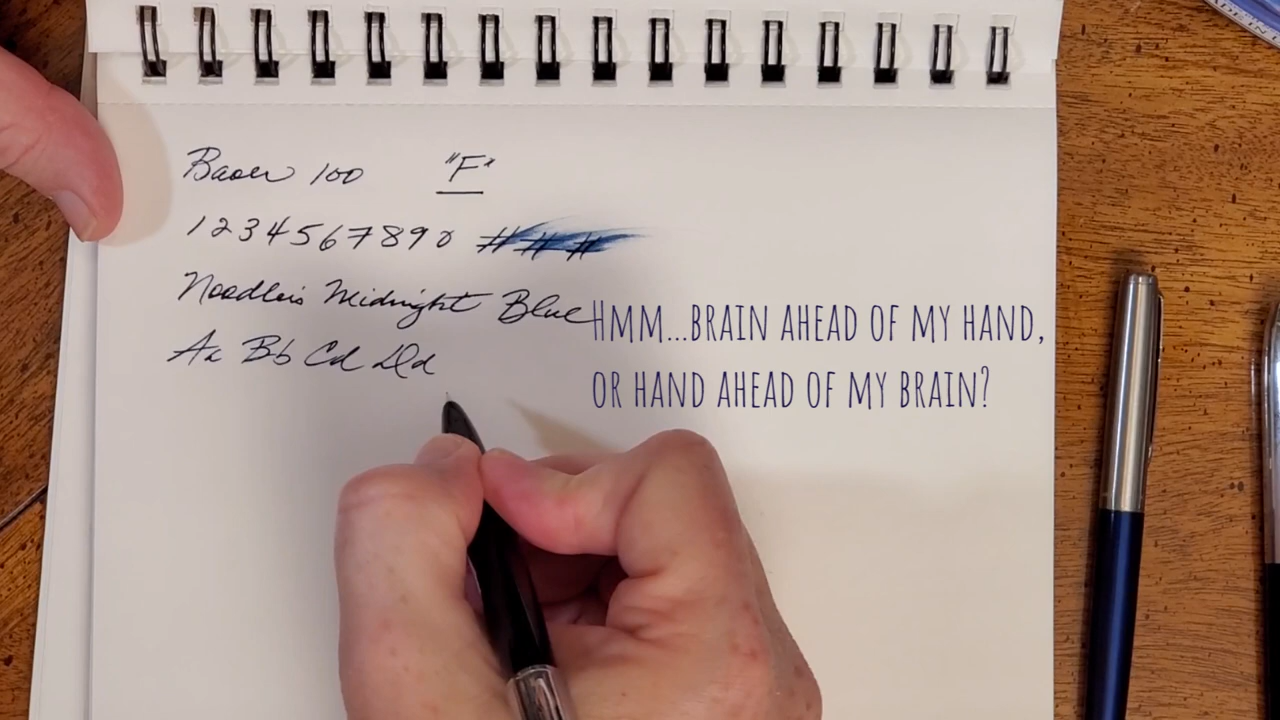 Baoer 100 "F"
1234567890 # # #
Noodler's Midnight Blue
Aa Bb Cd Dd
Hmm...brain ahead of my hand,
or hand ahead of my brain?